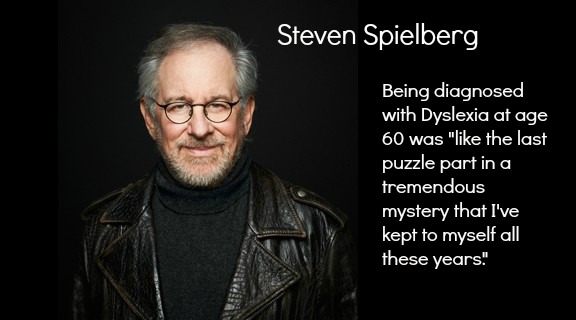 Steven Spielberg
Being diagnosed
with Dyslexia at age
60 was "like the last
puzzle part in a
tremendous
mystery that I've
kept to myself all
these years."